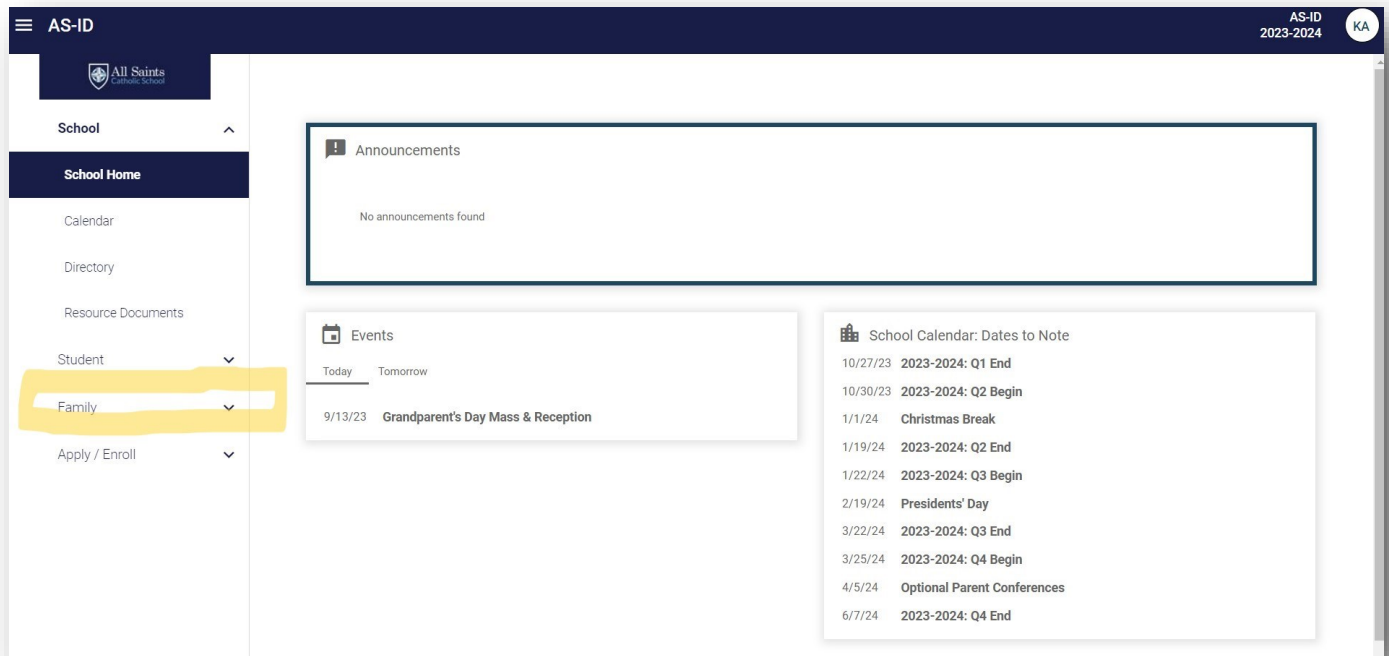 AS-ID
AS-ID
2023-2024
KA
All Saints
Catholic School
School
School Home
Calendar
Directory
Resource Documents
Student
Family
Apply / Enroll
Announcements
No announcements found
Events
Today Tomorrow
9/13/23 Grandparent's Day Mass & Reception
School Calendar: Dates to Note
10/27/23 2023-2024: Q1 End
10/30/23 2023-2024: Q2 Begin
1/1/24 Christmas Break
1/19/24 2023-2024: Q2 End
1/22/24 2023-2024: Q3 Begin
2/19/24 Presidents' Day
3/22/24 2023-2024: Q3 End
3/25/24 2023-2024: Q4 Begin
4/5/24 Optional Parent Conferences
6/7/24 2023-2024: Q4 End